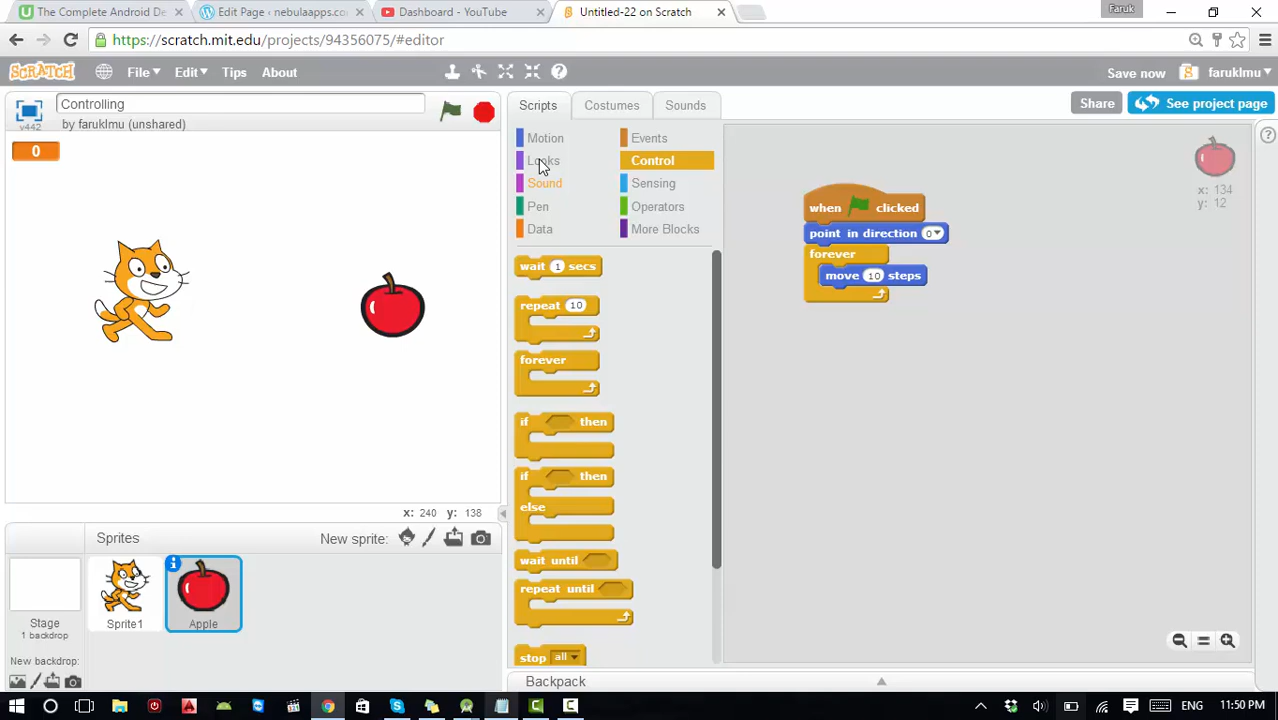 The Complete Android De ×
Edit Page ‹ nebulaapps.co ×
Dashboard - YouTube ×
Untitled-22 on Scratch ×
Faruk
https://scratch.mit.edu/projects/94356075/#editor
SCRATCH File▾ Edit▾ Tips About Save now faruklmu▾
Controlling
by faruklmu (unshared)
v442
Scripts Costumes Sounds
Share See project page
0
Motion Events
Looks Control
Sound Sensing
Pen Operators
Data More Blocks
x: 134
y: 12
when clicked
point in direction 0▾
forever
move 10 steps
wait 1 secs
repeat 10
forever
if then
if then
else
wait until
repeat until
stop all
x: 240 y: 138
Sprites New sprite:
Stage
1 backdrop
New backdrop:
Sprite1
Apple
Backpack
ENG 11:50 PM